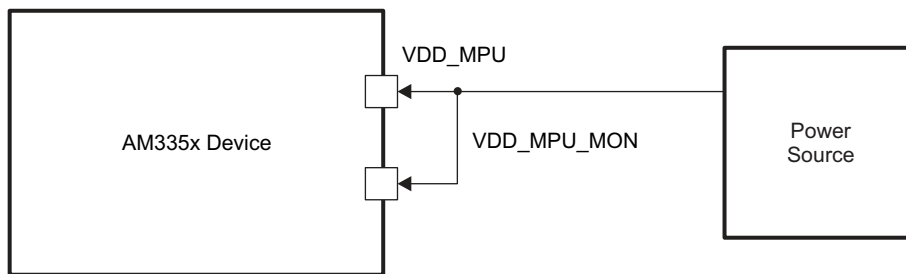 VDD_MPU
AM335x Device
VDD_MPU_MON
Power
Source